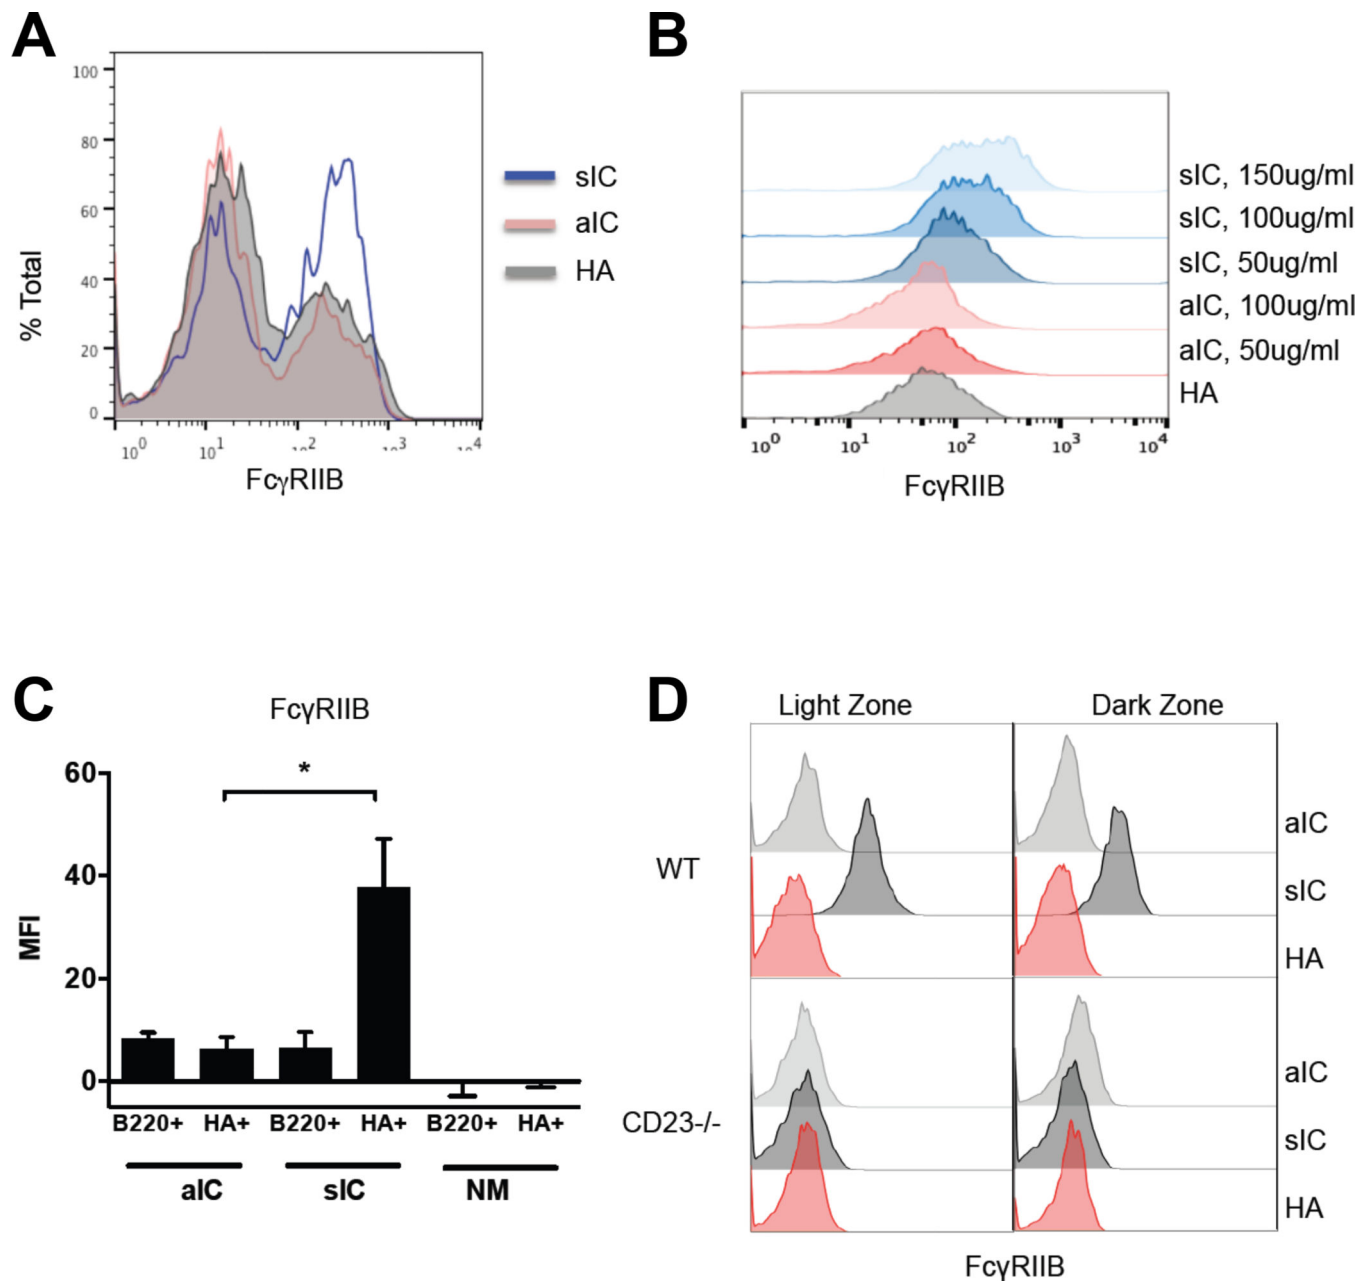 A
100
80
60
40
20
0
% Total
10⁰ 10¹ 10² 10³ 10⁴
FcγRIIB
sIC
aIC
HA
B
sIC, 150ug/ml
sIC, 100ug/ml
sIC, 50ug/ml
aIC, 100ug/ml
aIC, 50ug/ml
HA
10⁰ 10¹ 10² 10³ 10⁴
FcγRIIB
C
FcγRIIB
*
60
40
20
0
MFI
B220+ HA+ B220+ HA+ B220+ HA+
aIC sIC NM
D
Light Zone Dark Zone
WT
aIC
sIC
HA
CD23-/-
aIC
sIC
HA
FcγRIIB